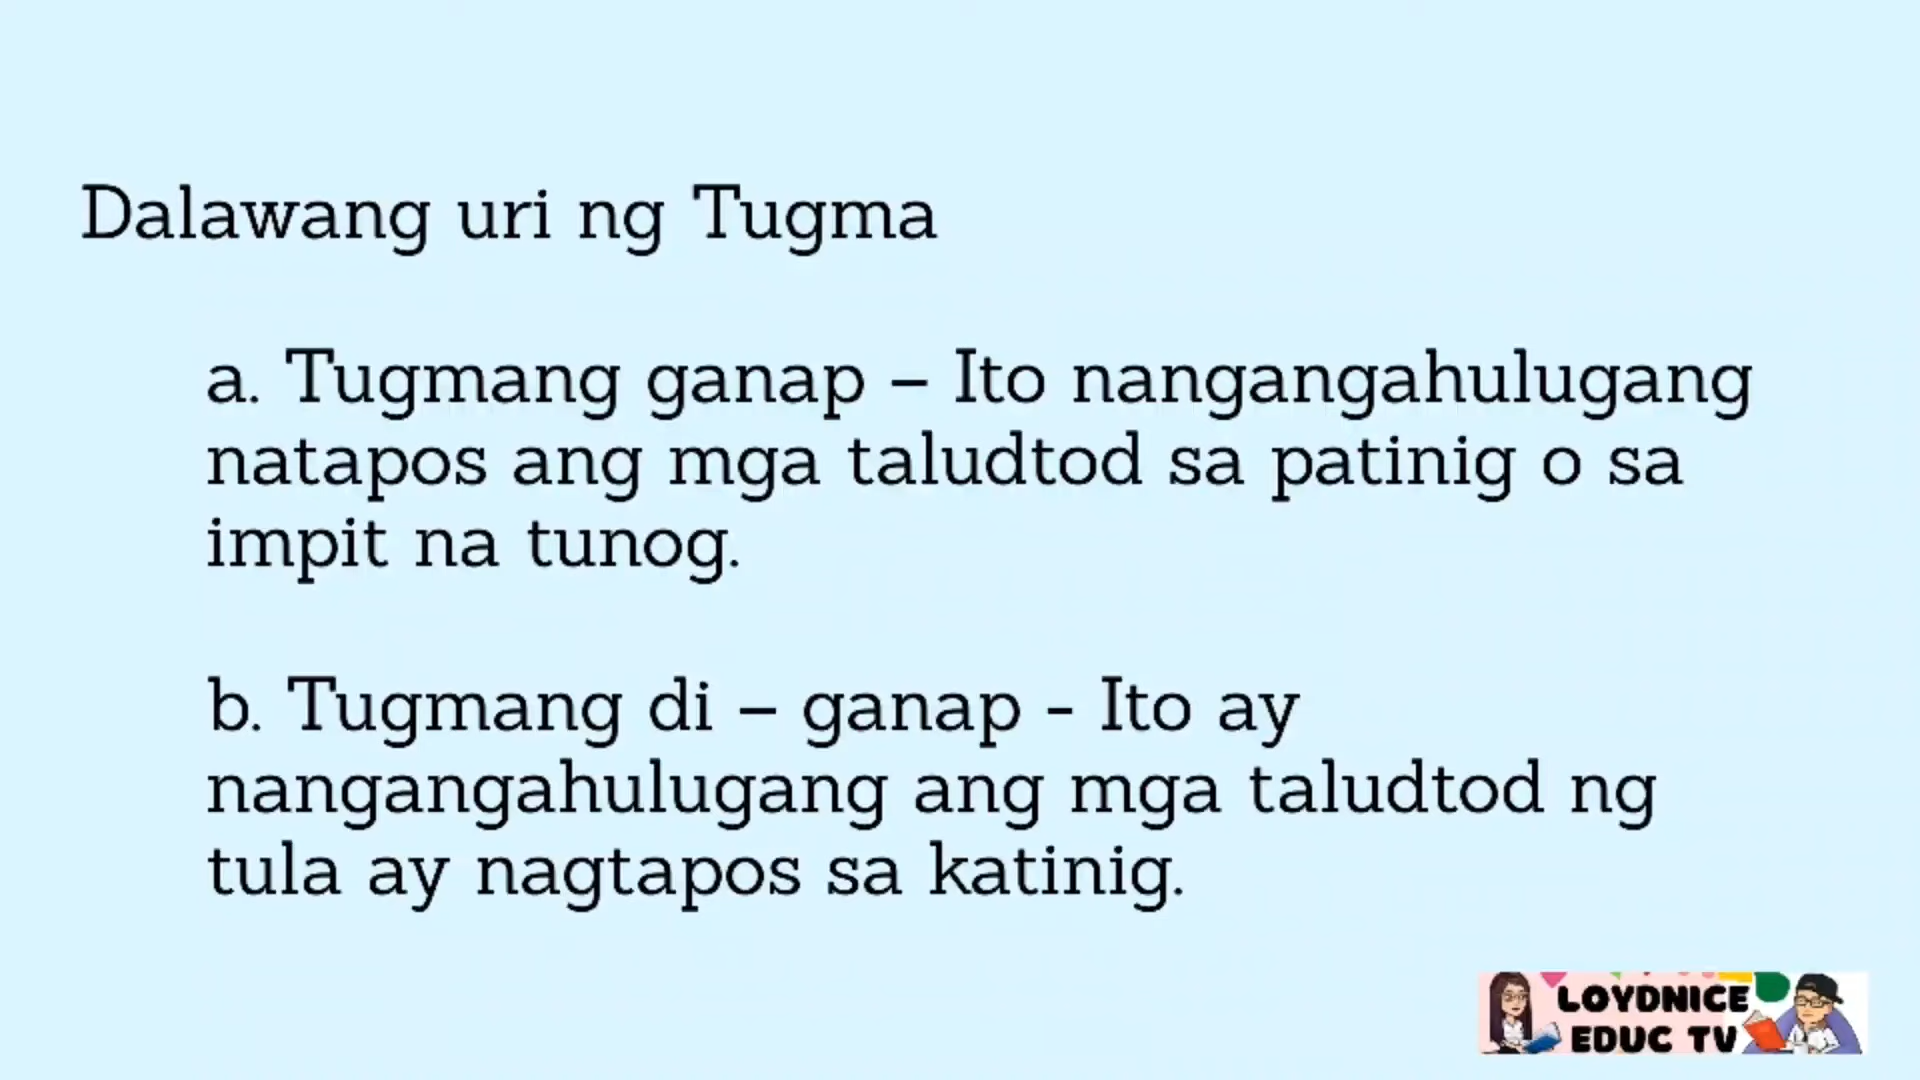 Dalawang uri ng Tugma
a. Tugmang ganap – Ito nangangahulugang
natapos ang mga taludtod sa patinig o sa
impit na tunog.
b. Tugmang di – ganap - Ito ay
nangangahulugang ang mga taludtod ng
tula ay nagtapos sa katinig.
LOYDNICE
EDUC TV